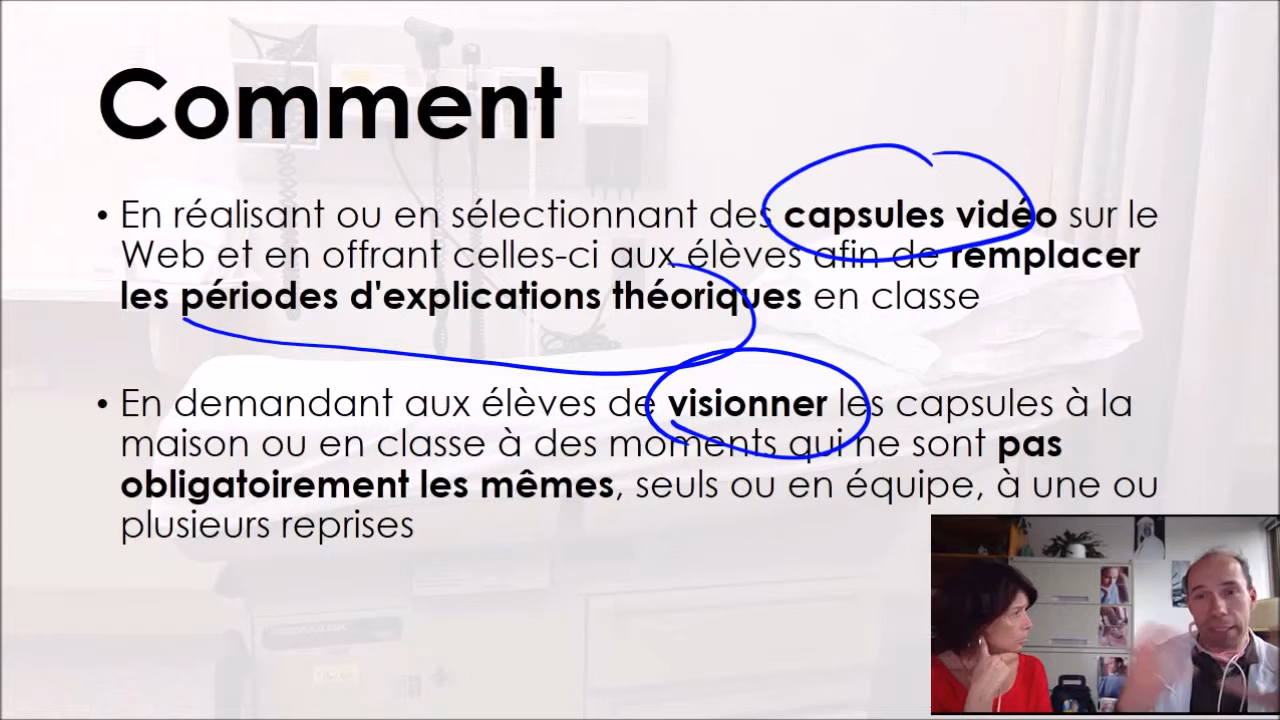 Comment
• En réalisant ou en sélectionnant des capsules vidéo sur le
Web et en offrant celles-ci aux élèves afin de remplacer
les périodes d'explications théoriques en classe
• En demandant aux élèves de visionner les capsules à la
maison ou en classe à des moments qui ne sont pas
obligatoirement les mêmes, seuls ou en équipe, à une ou
plusieurs reprises